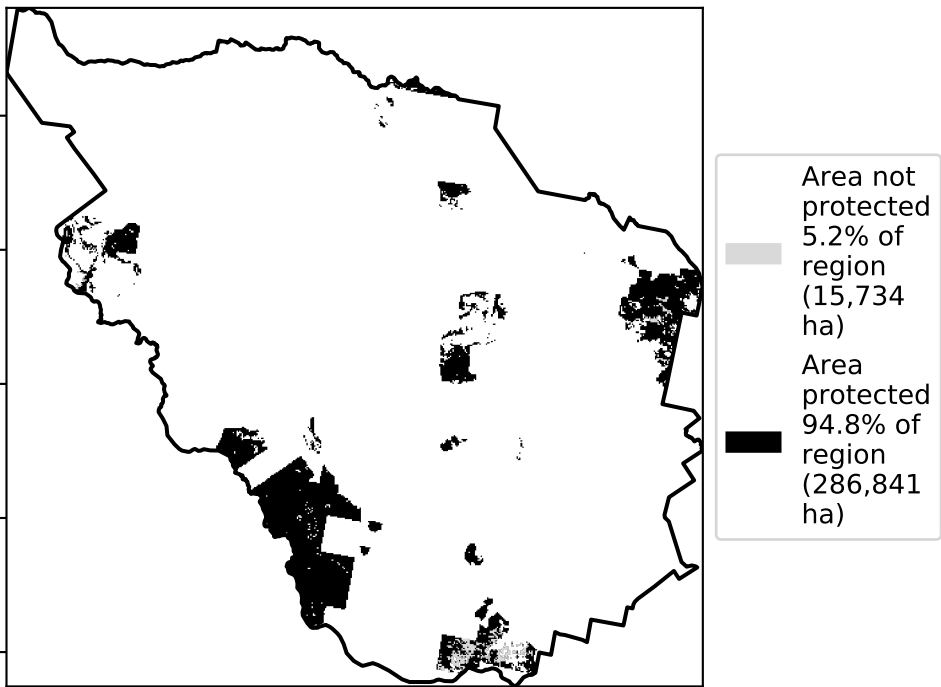 Area not
protected
5.2% of
region
(15,734
ha)
Area
protected
94.8% of
region
(286,841
ha)